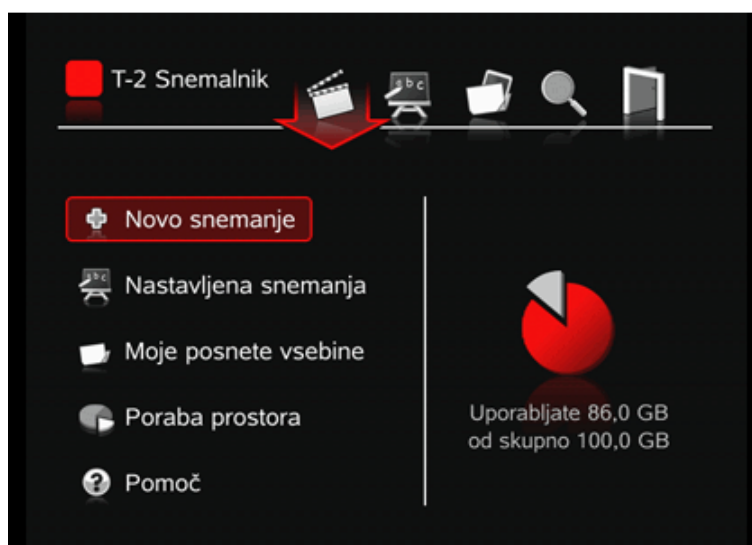 T-2 Snemalnik
abc
Novo snemanje
abc
Nastavljena snemanja
Moje posnete vsebine
Poraba prostora
? Pomoč
Uporabljate 86,0 GB
od skupno 100,0 GB